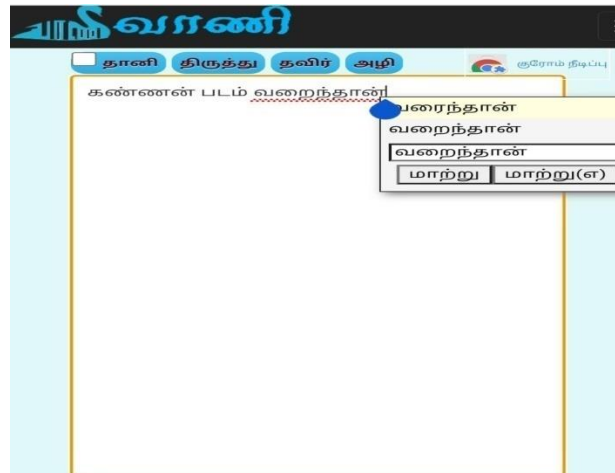 வாணி
தானி திருத்து தவிர் அழி குரோம் நீடிப்பு
கண்ணன் படம் வறைந்தான்
வரைந்தான்
வறைந்தான்
வறைந்தான்
மாற்று மாற்று(எ)